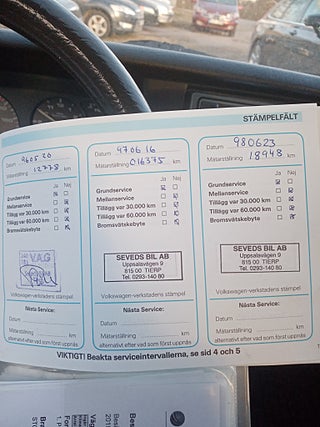 STÄMPELFÄLT
Datum 960520
Mätarställning 12778 km
Ja Nej
Grundservice
Mellanservice
Tillägg var 30.000 km
Tillägg var 60.000 km
Bromsvätskebyte
V.A.G
Volkswagen-verkstadens stämpel
Nästa Service:
Datum
Mätarställning km
alternativt efter vad som först uppnås
Datum 970616
Mätarställning 016375 km
Ja Nej
Grundservice
Mellanservice
Tillägg var 30.000 km
Tillägg var 60.000 km
Bromsvätskebyte
SEVEDS BIL AB
Uppsalavägen 9
815 00 TIERP
Tel. 0293-140 80
Volkswagen-verkstadens stämpel
Nästa Service:
Datum
Mätarställning km
alternativt efter vad som först uppnås
Datum 980623
Mätarställning 18948 km
Ja Nej
Grundservice
Mellanservice
Tillägg var 30.000 km
Tillägg var 60.000 km
Bromsvätskebyte
SEVEDS BIL AB
Uppsalavägen 9
815 00 TIERP
Tel. 0293-140 80
Volkswagen-verkstadens stämpel
Nästa Service:
Datum
Mätarställning km
alternativt efter vad som först uppnås
VIKTIGT! Beakta serviceintervallerna, se sid 4 och 5